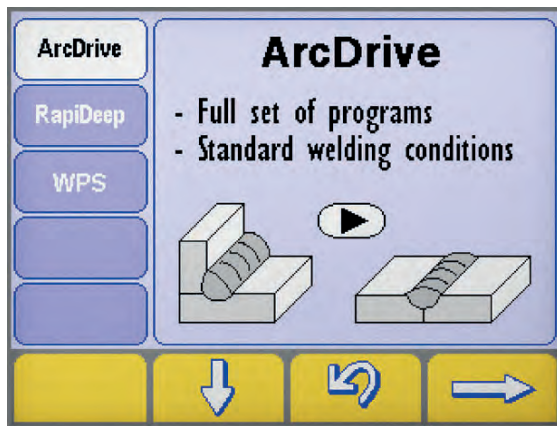 ArcDrive
RapiDeep
WPS
ArcDrive
- Full set of programs
- Standard welding conditions